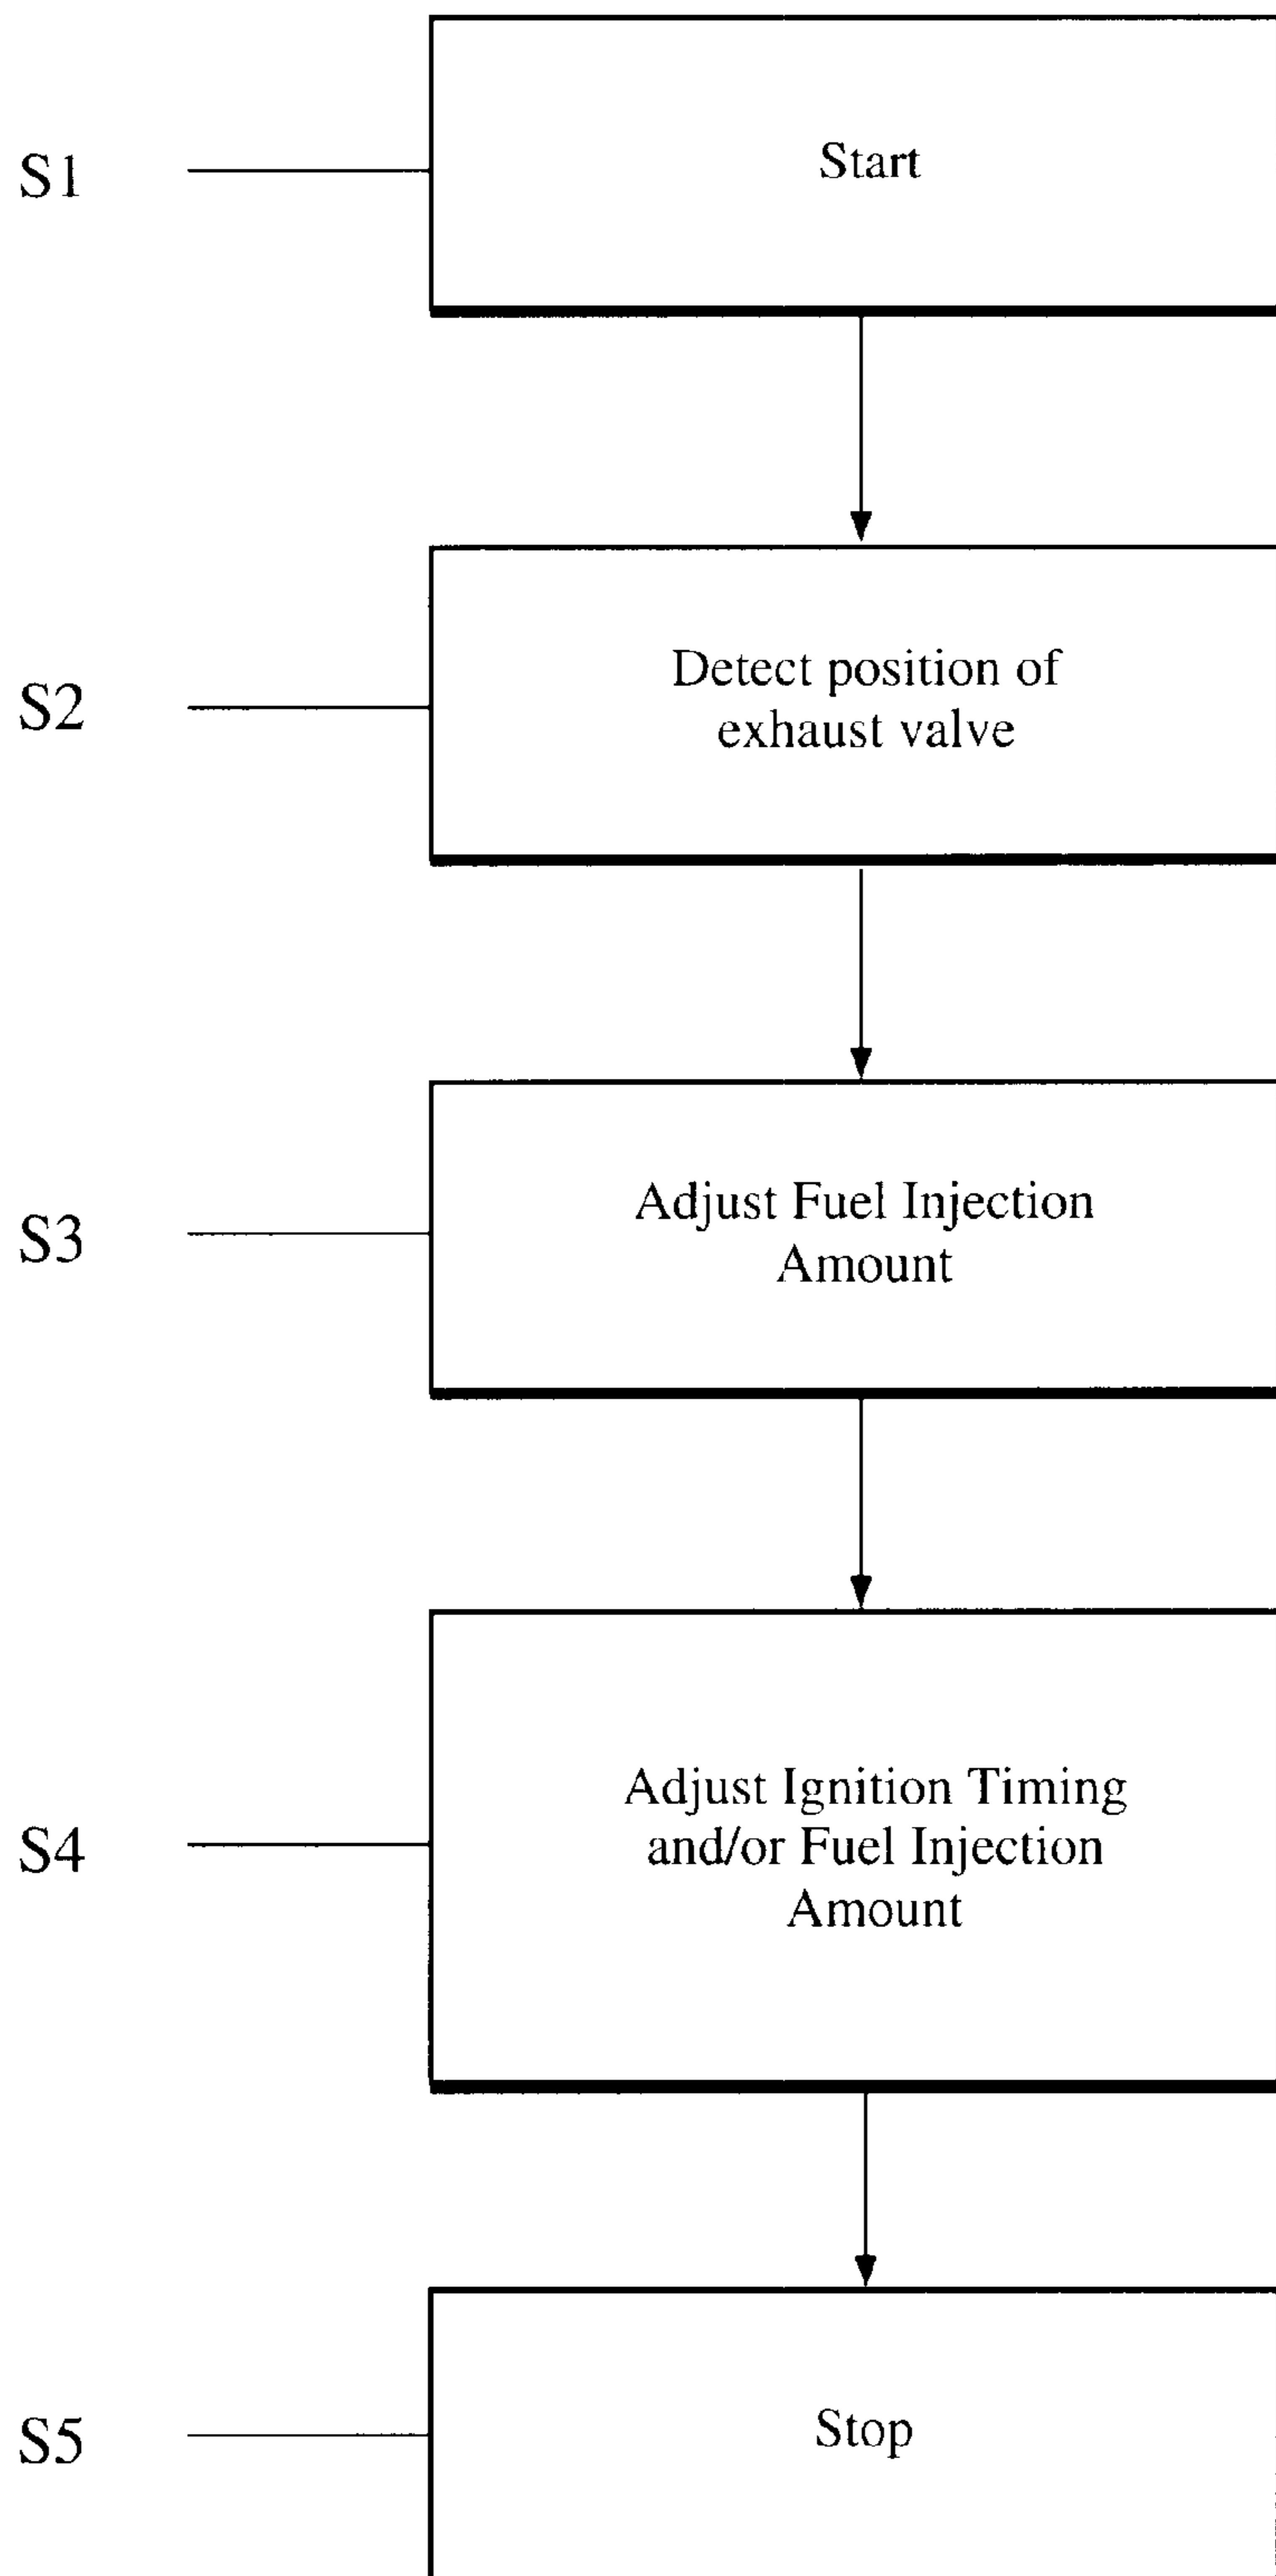 S1
Start
S2
Detect position of
exhaust valve
S3
Adjust Fuel Injection
Amount
S4
Adjust Ignition Timing
and/or Fuel Injection
Amount
S5
Stop